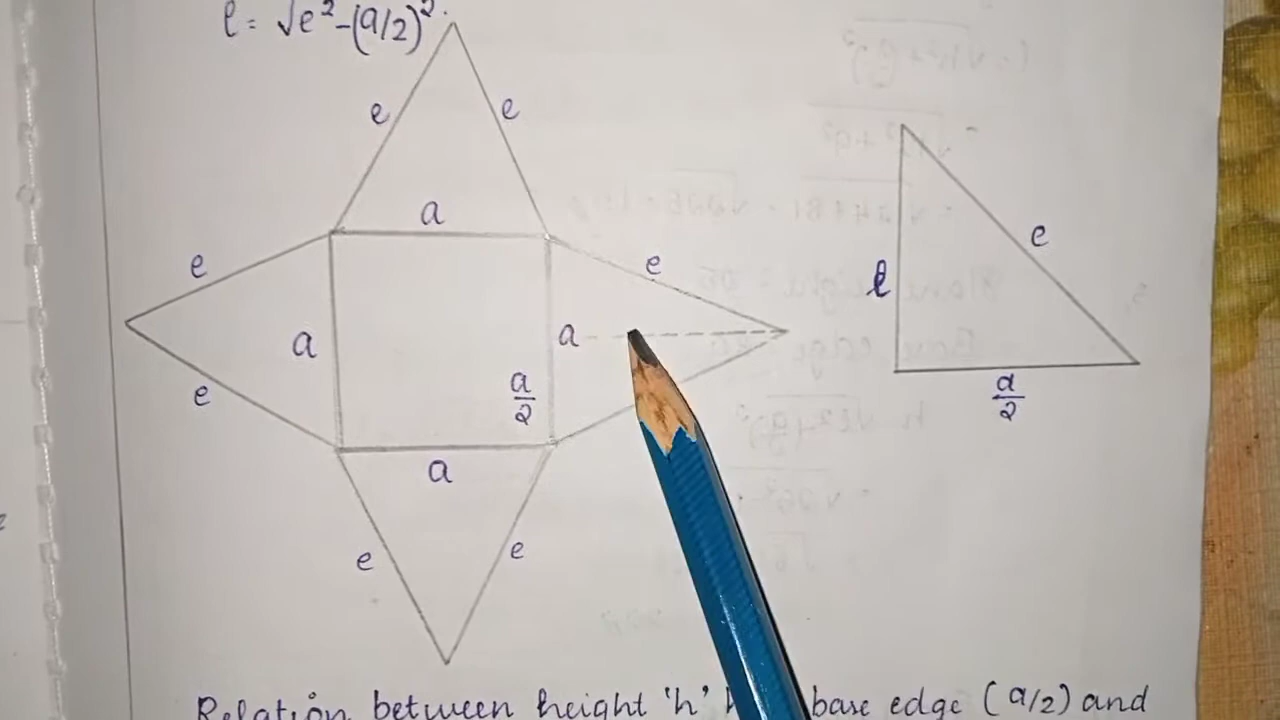 l = √e²-(a/2)²
e
e
a
e
e
a
a
l
e
e
a/2
a/2
a
e
e
Relation between height 'h' base edge (a/2) and